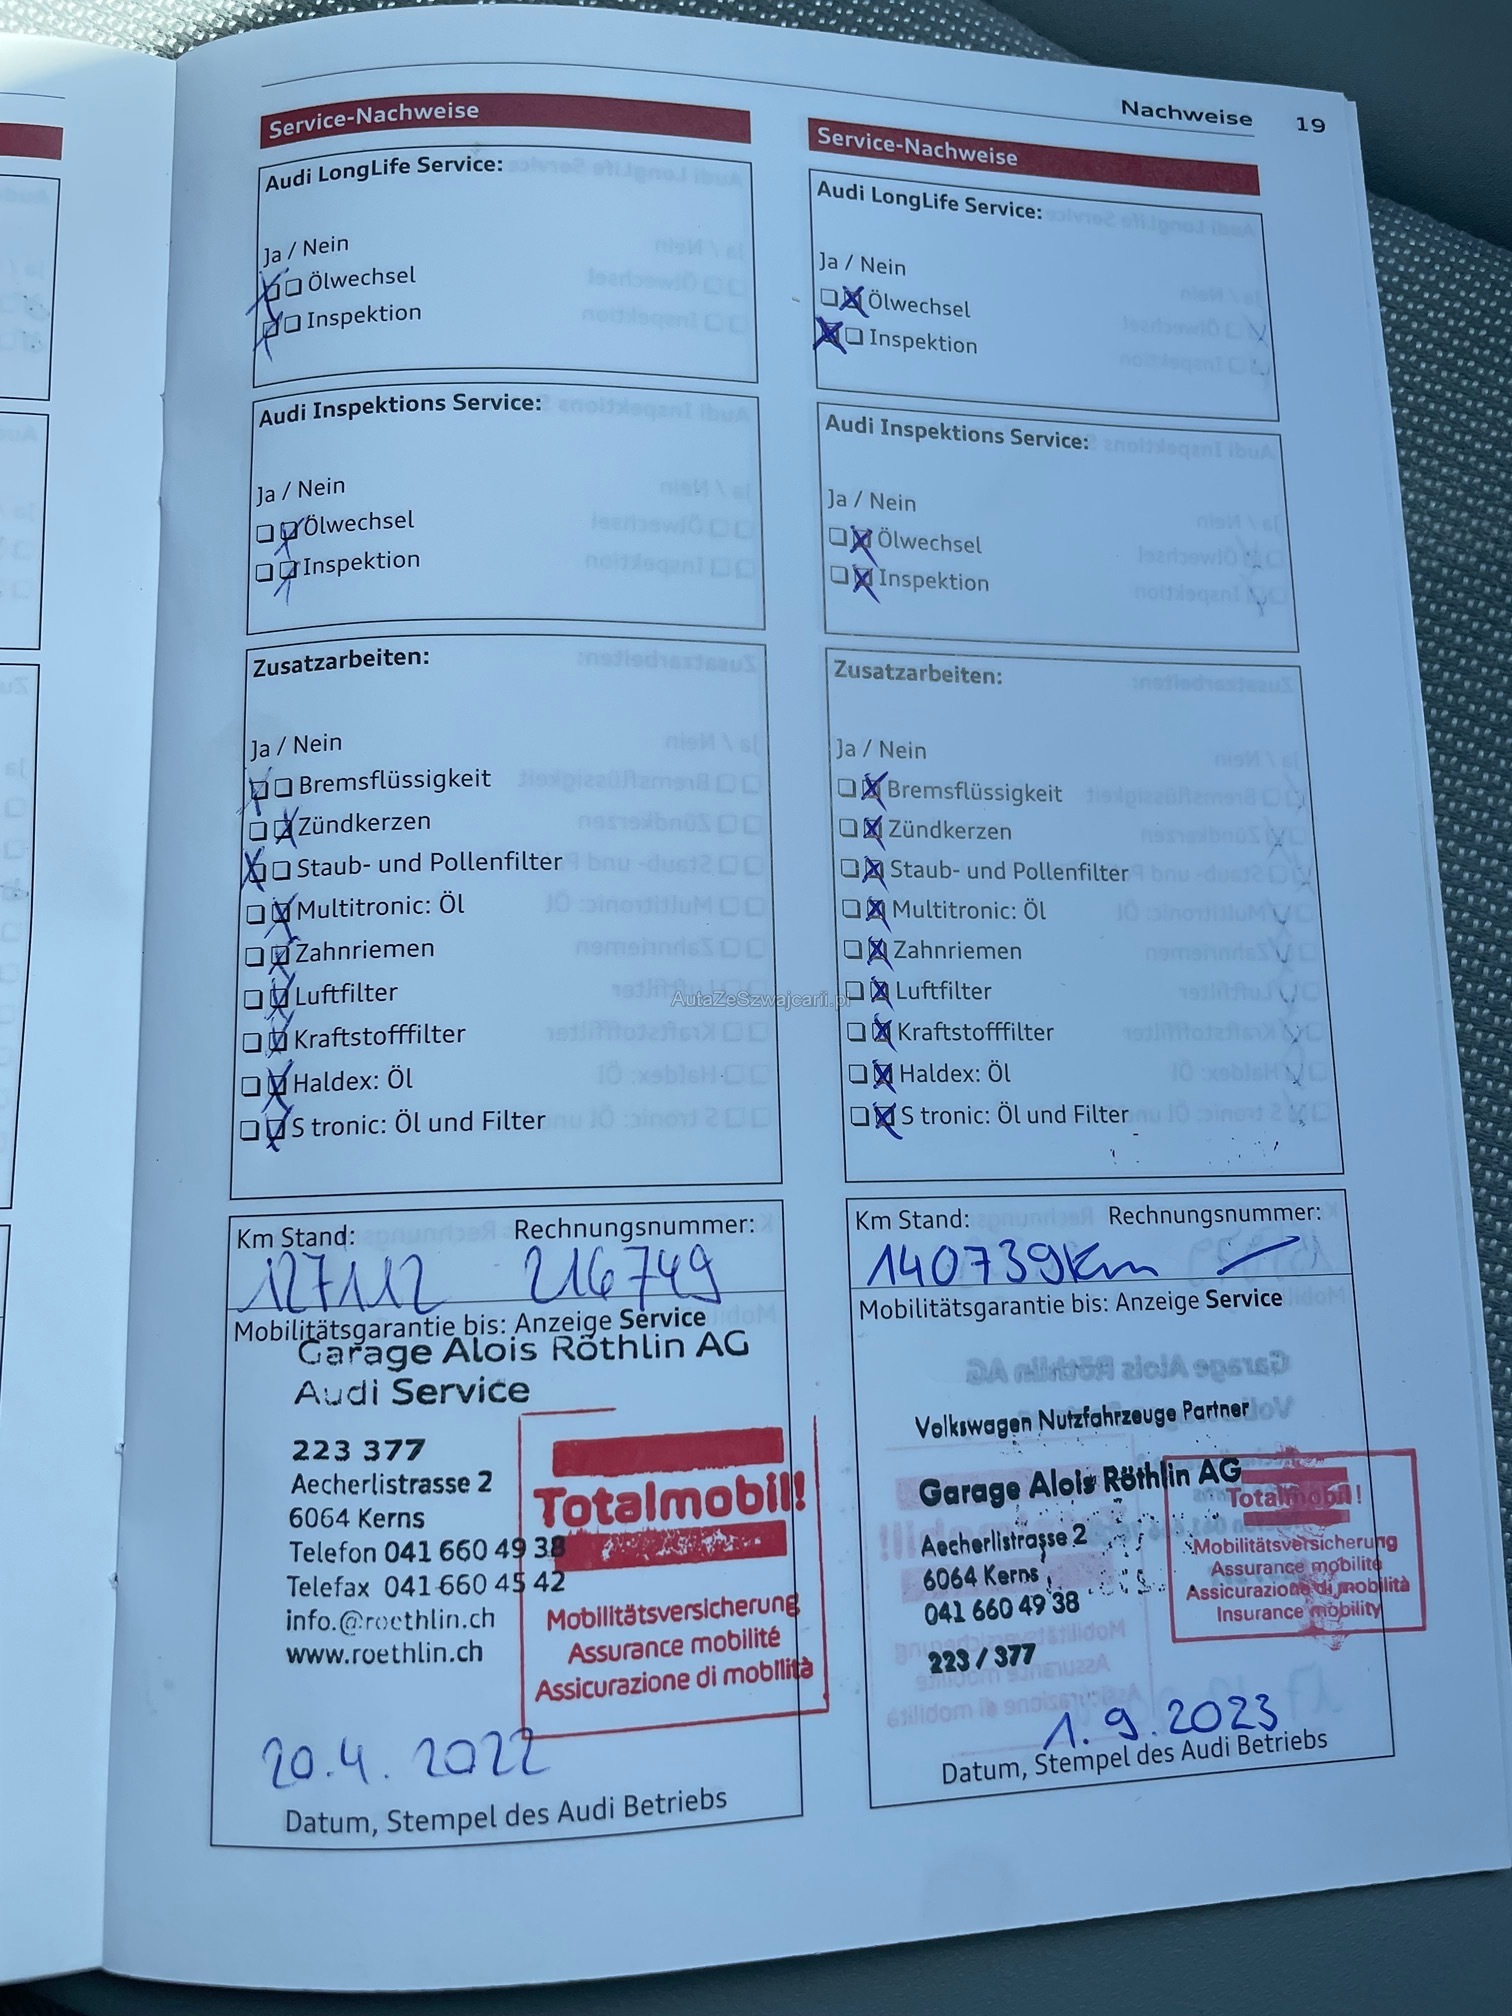 Nachweise 19
Service-Nachweise
Audi LongLife Service:
Ja / Nein
Ölwechsel
Inspektion
Audi Inspektions Service:
Ja / Nein
Ölwechsel
Inspektion
Zusatzarbeiten:
Ja / Nein
Bremsflüssigkeit
Zündkerzen
Staub- und Pollenfilter
Multitronic: Öl
Zahnriemen
Luftfilter
Kraftstofffilter
Haldex: Öl
S tronic: Öl und Filter
Km Stand: Rechnungsnummer:
127112 216749
Mobilitätsgarantie bis: Anzeige Service
Garage Alois Röthlin AG
Audi Service
223 377
Aecherlistrasse 2
6064 Kerns
Telefon 041 660 49 38
Telefax 041 660 45 42
info.@roethlin.ch
www.roethlin.ch
Totalmobil!
Mobilitätsversicherung
Assurance mobilité
Assicurazione di mobilità
20.4.2022
Datum, Stempel des Audi Betriebs
Service-Nachweise
Audi LongLife Service:
Ja / Nein
Ölwechsel
Inspektion
Audi Inspektions Service:
Ja / Nein
Ölwechsel
Inspektion
Zusatzarbeiten:
Ja / Nein
Bremsflüssigkeit
Zündkerzen
Staub- und Pollenfilter
Multitronic: Öl
Zahnriemen
Luftfilter
Kraftstofffilter
Haldex: Öl
S tronic: Öl und Filter
Km Stand: Rechnungsnummer:
140739Km
Mobilitätsgarantie bis: Anzeige Service
Volkswagen Nutzfahrzeuge Partner
Garage Alois Röthlin AG
Aecherlistrasse 2
6064 Kerns
041 660 49 38
223 / 377
Totalmobil!
Mobilitätsversicherung
Assurance mobilité
Assicurazione di mobilità
Insurance mobility
1.9.2023
Datum, Stempel des Audi Betriebs
AutaZeSzwajcarii.pl